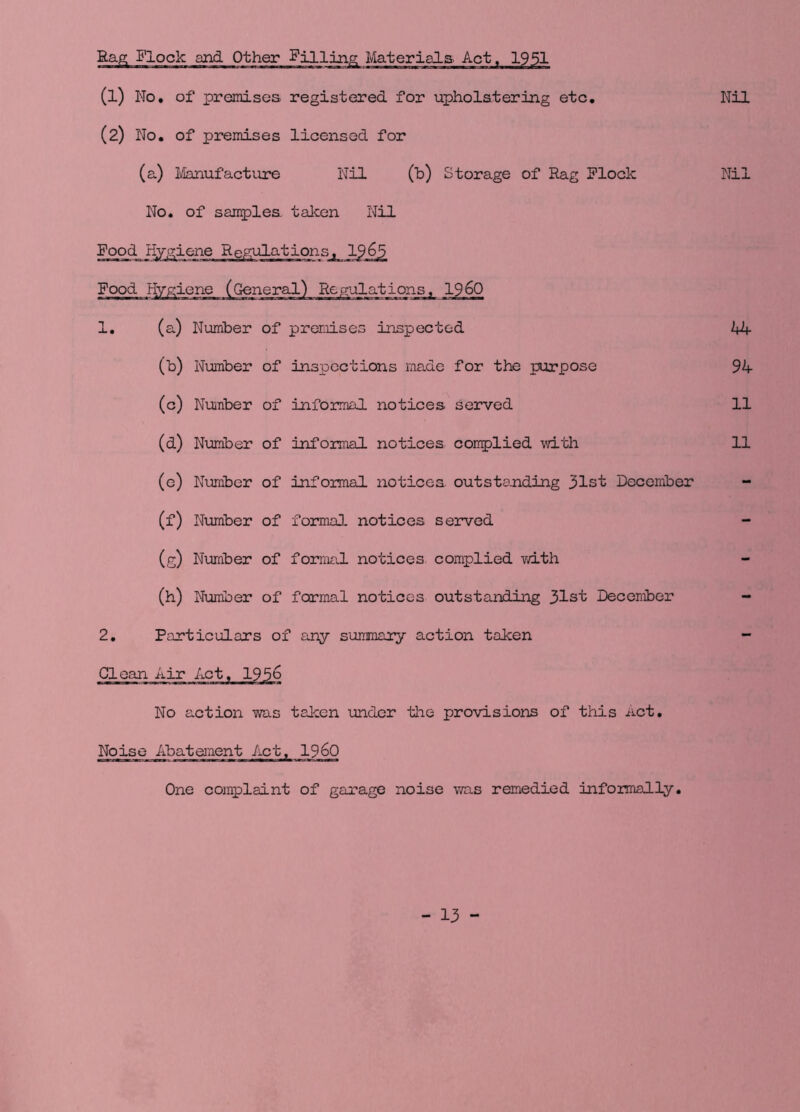 Rag Flock and Other Filling Materials Act, 1951
(1) No. of premises registered for upholstering etc. Nil
(2) No. of premises licensed for
(a) Manufacture Nil (b) Storage of Rag Flock Nil
No. of samples taken Nil
Food Hygiene Regulations, 1965
Food Hygiene (General) Regulations, 1960
1. (a) Number of premises inspected 44
(b) Number of inspections made for the purpose 94
(c) Number of informal notices served 11
(d) Number of informal notices complied with 11
(e) Number of informal notices outstanding 31st December -
(f) Number of formal notices served -
(g) Number of formal notices complied with -
(h) Number of formal notices outstanding 31st December -
2. Particulars of any summary action taken -
Clean Air Act, 1956
No action was taken under the provisions of this Act.
Noise Abatement Act, 1960
One complaint of garage noise was remedied informally.
- 13 -